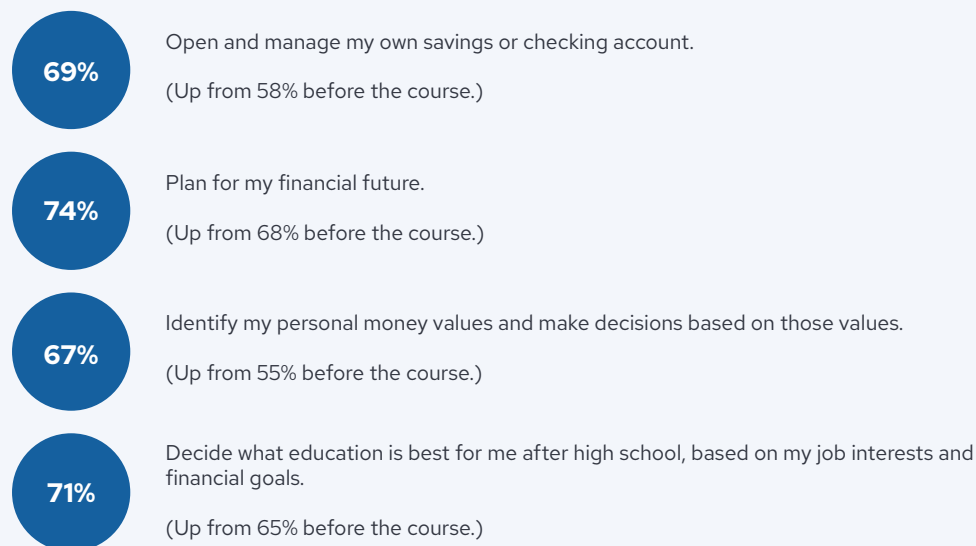 69%
Open and manage my own savings or checking account.
(Up from 58% before the course.)
74%
Plan for my financial future.
(Up from 68% before the course.)
67%
Identify my personal money values and make decisions based on those values.
(Up from 55% before the course.)
71%
Decide what education is best for me after high school, based on my job interests and
financial goals.
(Up from 65% before the course.)